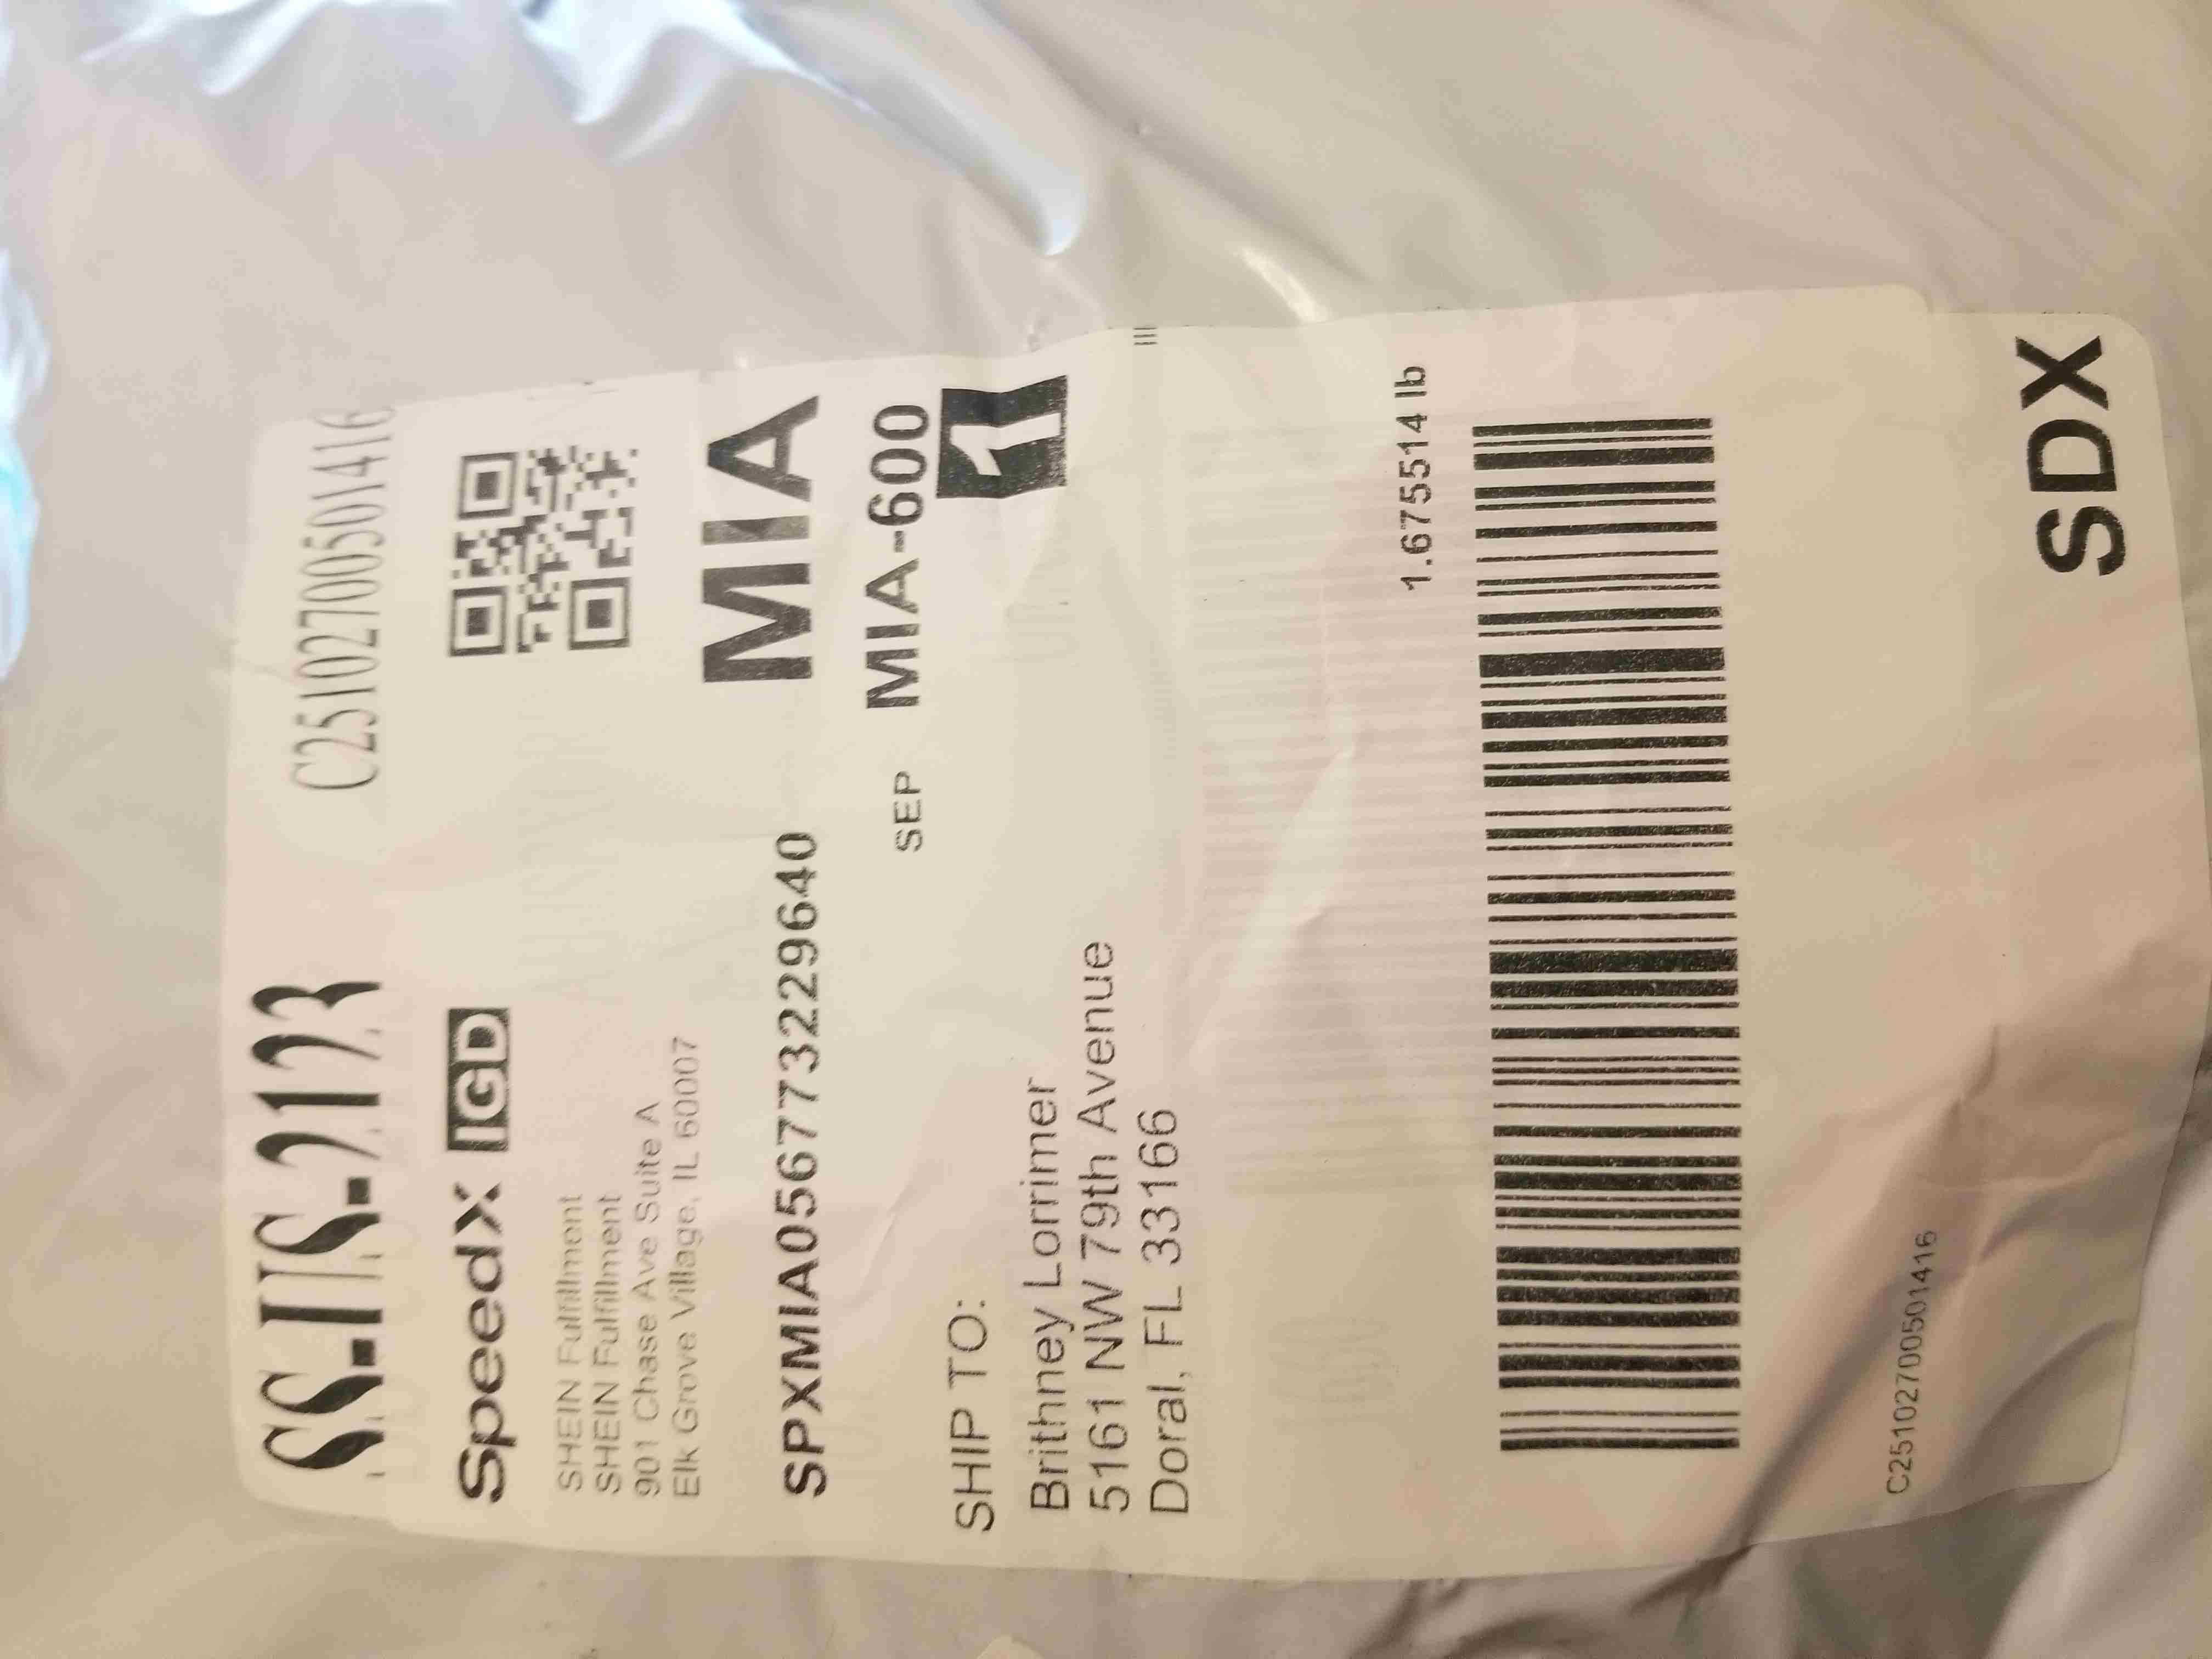 SS-US-2123
C25102700501416
SpeedX IGD
SHEIN Fulfillment
SHEIN Fulfillment
901 Chase Ave Suite A
Elk Grove Village, IL 60007
MIA
SPXMIA056773229640
SEP MIA-600
1
SHIP TO:
Brithney Lorrimer
5161 NW 79th Avenue
Doral, FL 33166
1.675514 lb
C25102700501416
SDX